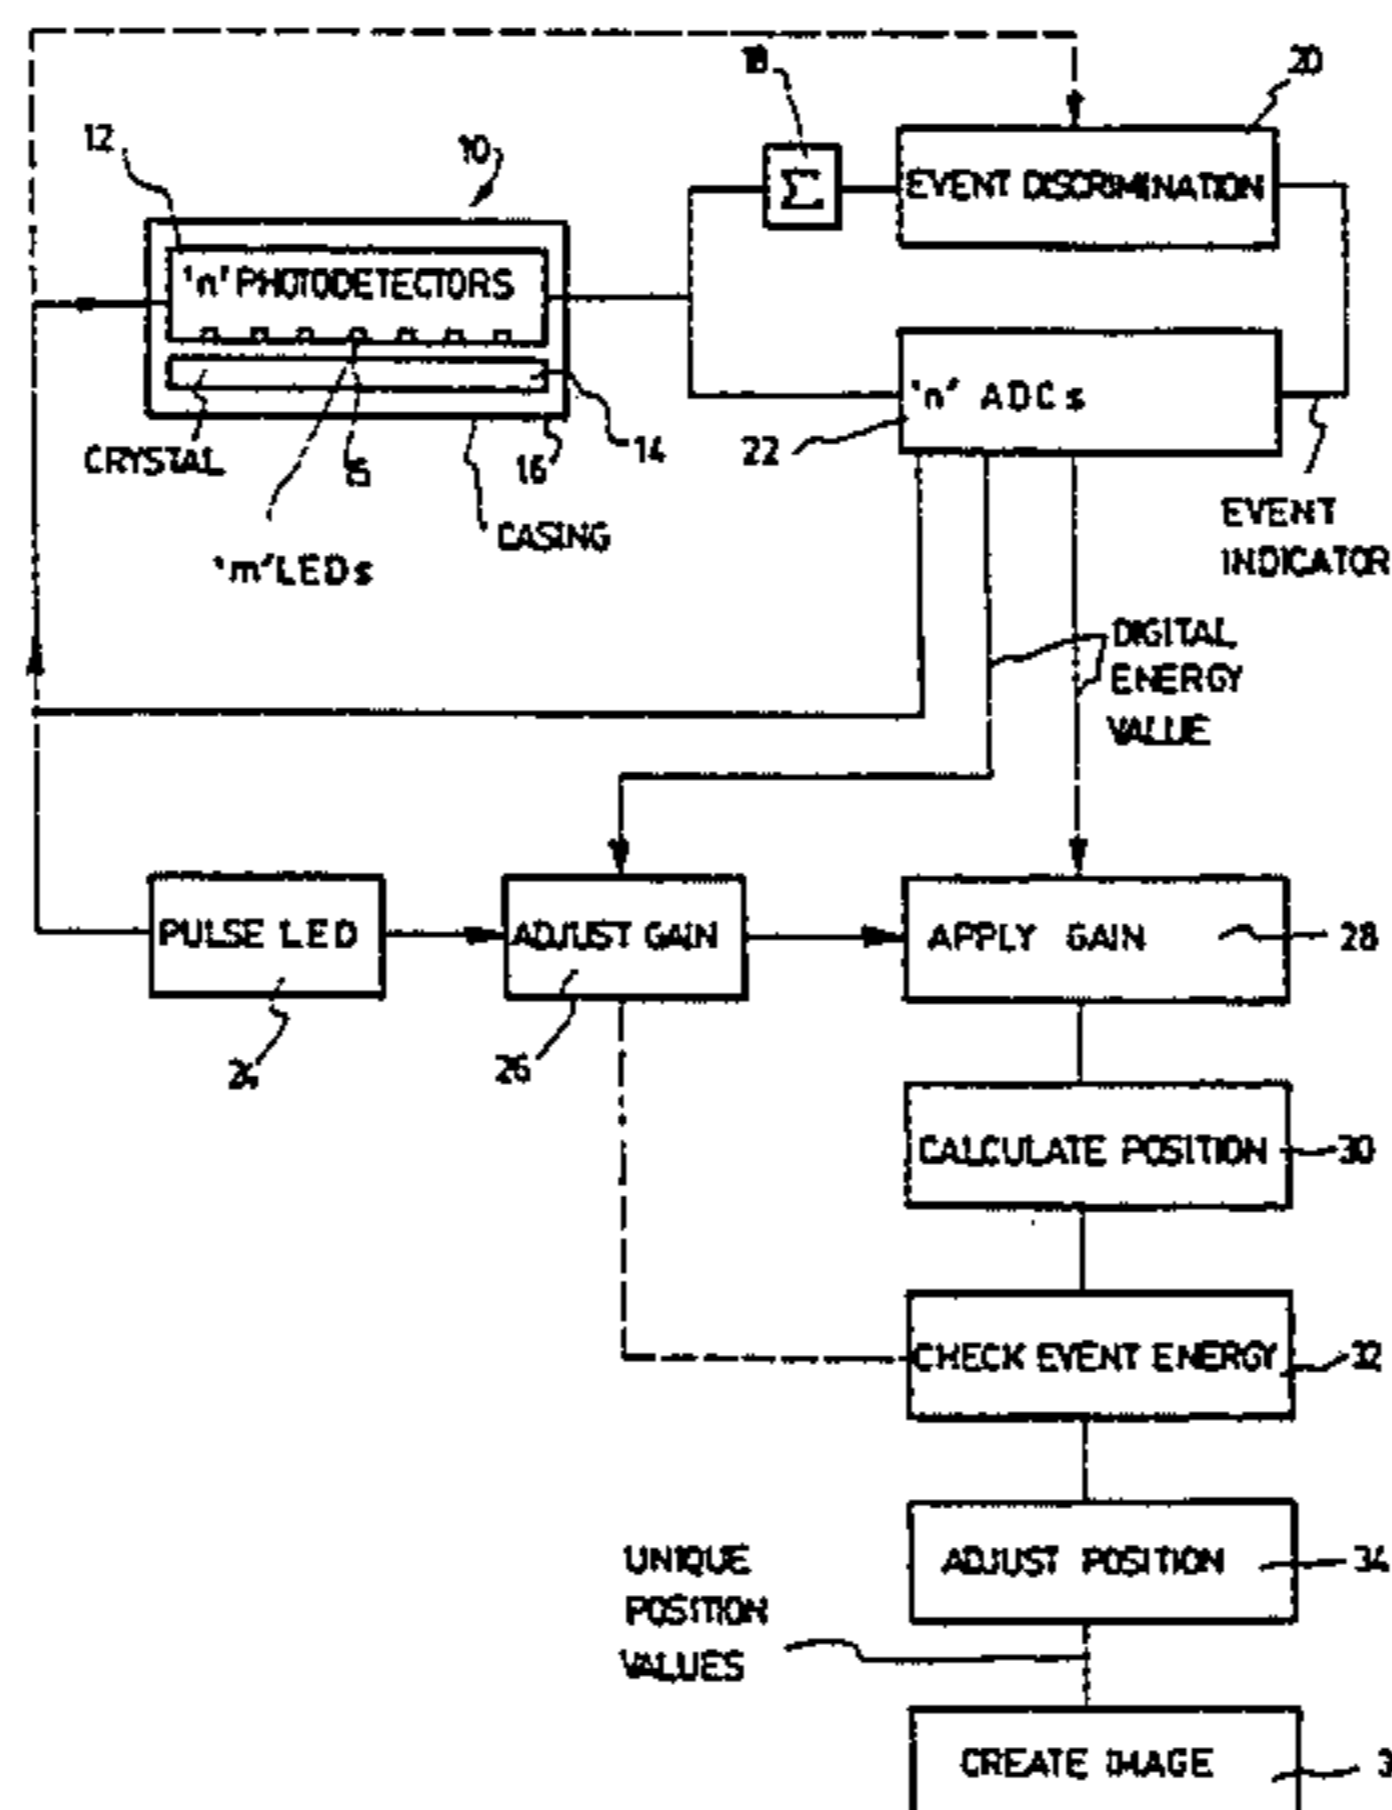 18
20
12
10
Σ
EVENT DISCRIMINATION
'n' PHOTODETECTORS
'n' ADCs
CRYSTAL
15
16
14
22
CASING
'm' LEDs
EVENT
INDICATOR
DIGITAL
ENERGY
VALUE
PULSE LED
ADJUST GAIN
APPLY GAIN
28
24
26
CALCULATE POSITION
30
CHECK EVENT ENERGY
32
ADJUST POSITION
34
UNIQUE
POSITION
VALUES
CREATE IMAGE
3